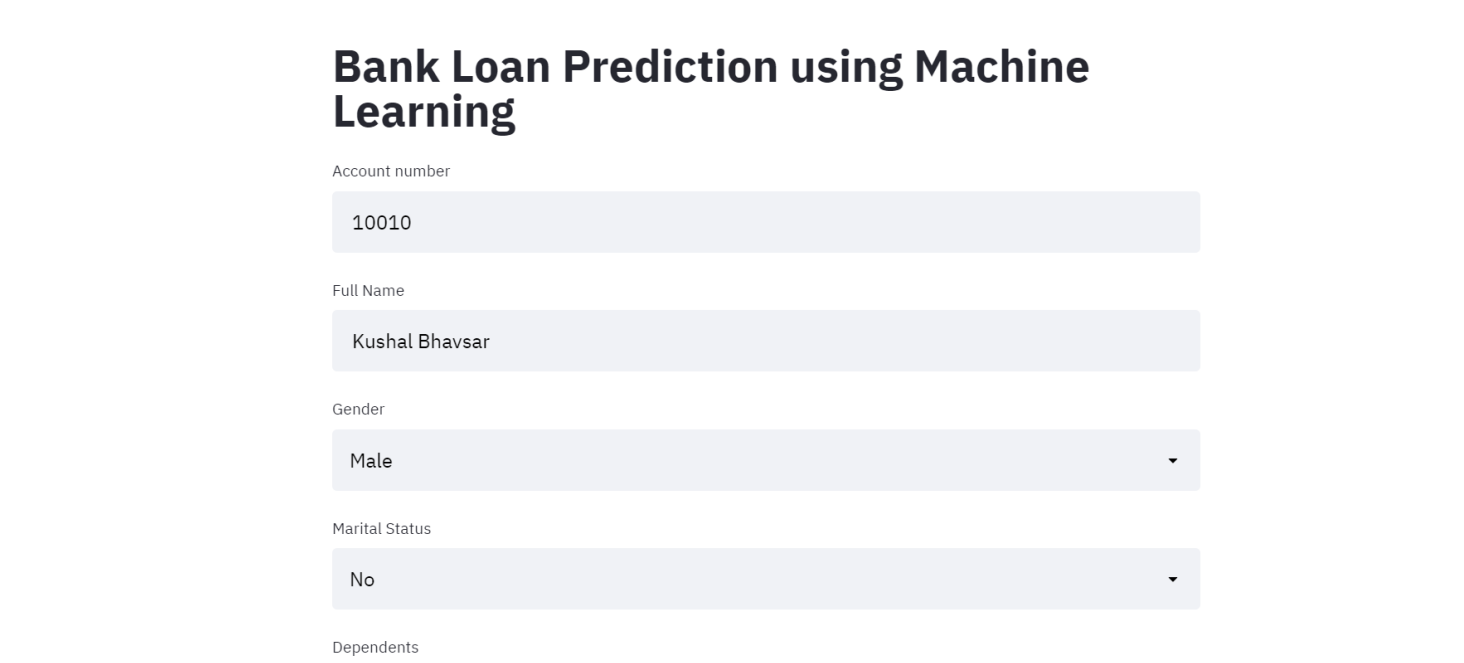 Bank Loan Prediction using Machine
Learning
Account number
10010
Full Name
Kushal Bhavsar
Gender
Male
Marital Status
No
Dependents